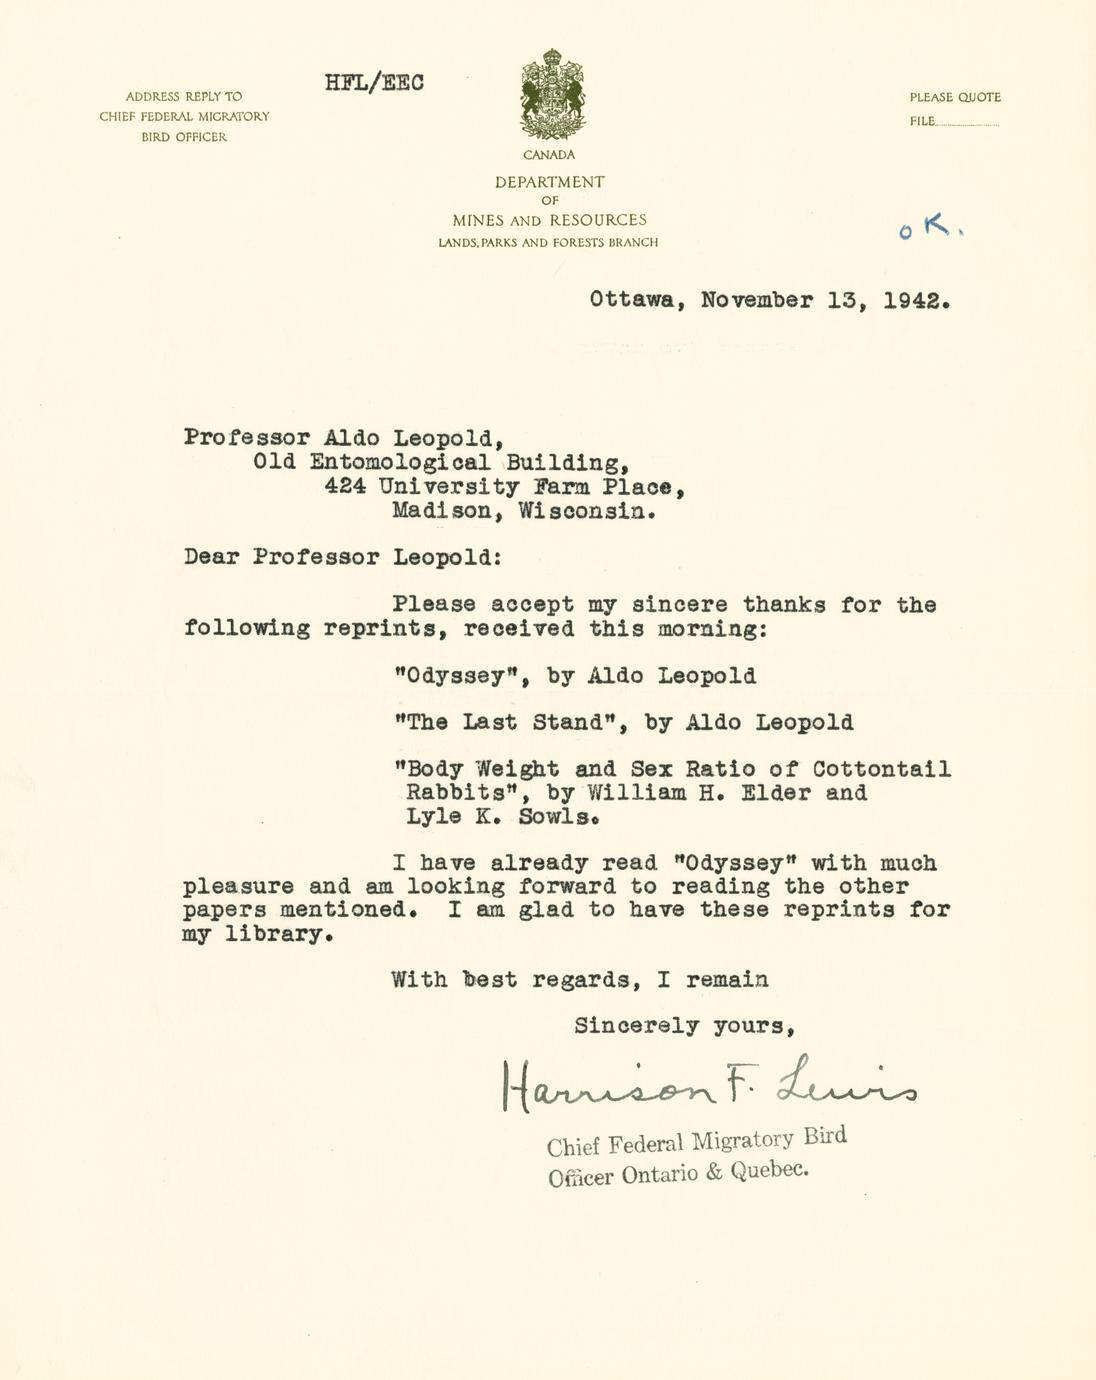 HFL/EEC
ADDRESS REPLY TO
CHIEF FEDERAL MIGRATORY
BIRD OFFICER
PLEASE QUOTE
FILE
CANADA
DEPARTMENT
OF
MINES AND RESOURCES
LANDS, PARKS AND FORESTS BRANCH
OK.
Ottawa, November 13, 1942.
Professor Aldo Leopold,
Old Entomological Building,
424 University Farm Place,
Madison, Wisconsin.
Dear Professor Leopold:
Please accept my sincere thanks for the
following reprints, received this morning:
"Odyssey", by Aldo Leopold
"The Last Stand", by Aldo Leopold
"Body Weight and Sex Ratio of Cottontail
Rabbits", by William H. Elder and
Lyle K. Sowls.
I have already read "Odyssey" with much
pleasure and am looking forward to reading the other
papers mentioned. I am glad to have these reprints for
my library.
With best regards, I remain
Sincerely yours,
Harrison F. Lewis
Chief Federal Migratory Bird
Officer Ontario & Quebec.